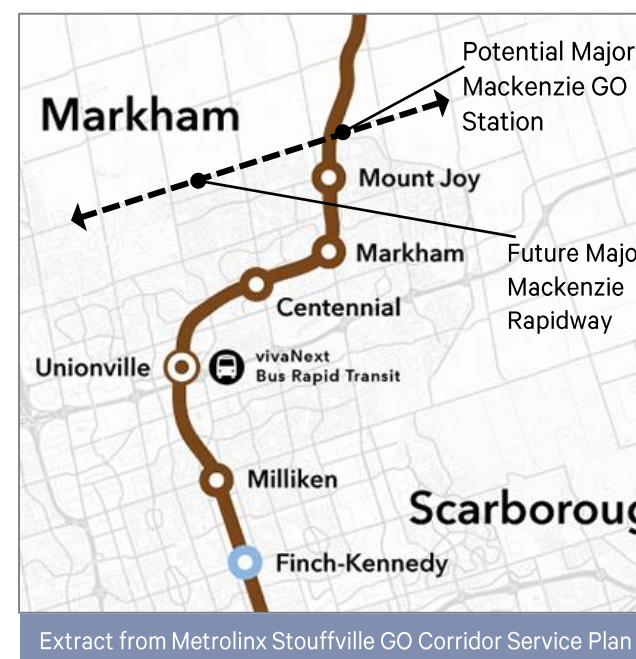 Potential Major
Mackenzie GO
Station
Markham
Mount Joy
Markham
Future Majo
Mackenzie
Rapidway
Centennial
Unionville
vivaNext
Bus Rapid Transit
Milliken
Scaroroug
Finch-Kennedy
Extract from Metrolinx Stouffville GO Corridor Service Plan